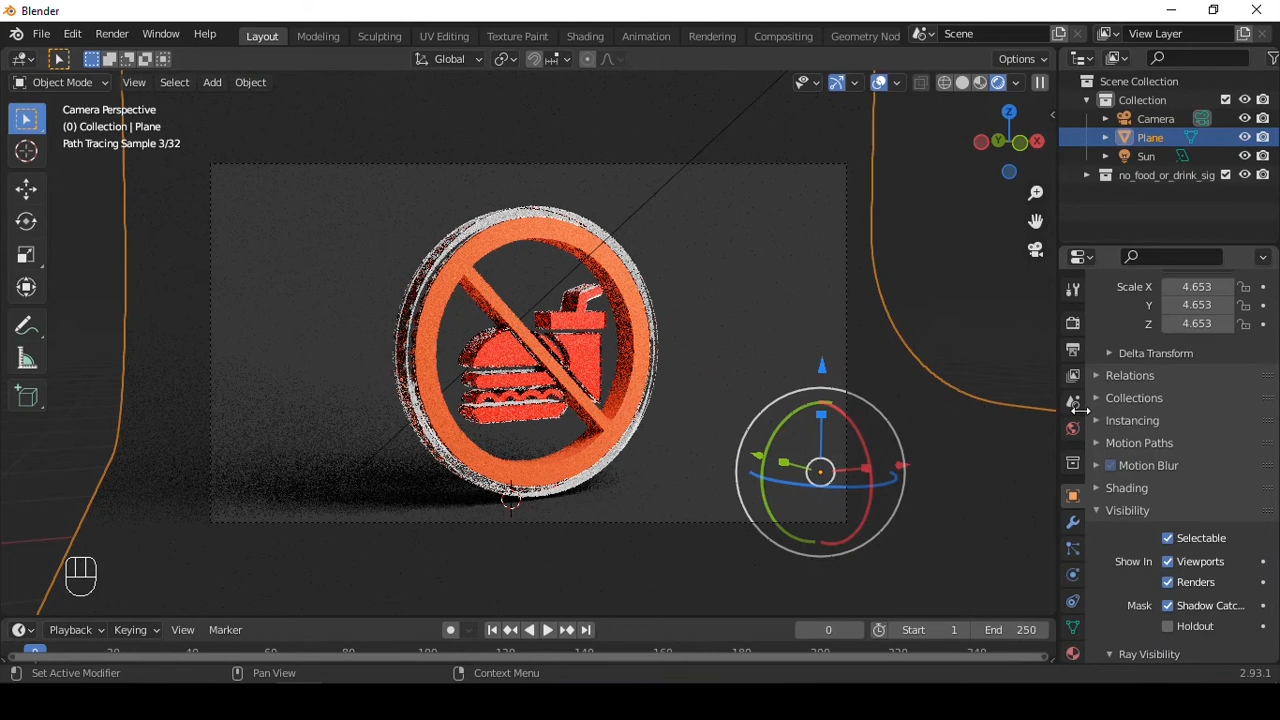 Blender
File Edit Render Window Help Layout Modeling Sculpting UV Editing Texture Paint Shading Animation Rendering Compositing Geometry Nod Scene View Layer
Global Options
Object Mode View Select Add Object
Camera Perspective
(0) Collection | Plane
Path Tracing Sample 3/32
Z
Y
X
Scene Collection
Collection
Camera
Plane
Sun
no_food_or_drink_sig
Scale X 4.653
Y 4.653
Z 4.653
Delta Transform
Relations
Collections
Instancing
Motion Paths
Motion Blur
Shading
Visibility
Selectable
Show In Viewports
Renders
Mask Shadow Catc...
Holdout
Ray Visibility
Playback Keying View Marker 0 Start 1 End 250
Set Active Modifier Pan View Context Menu 2.93.1